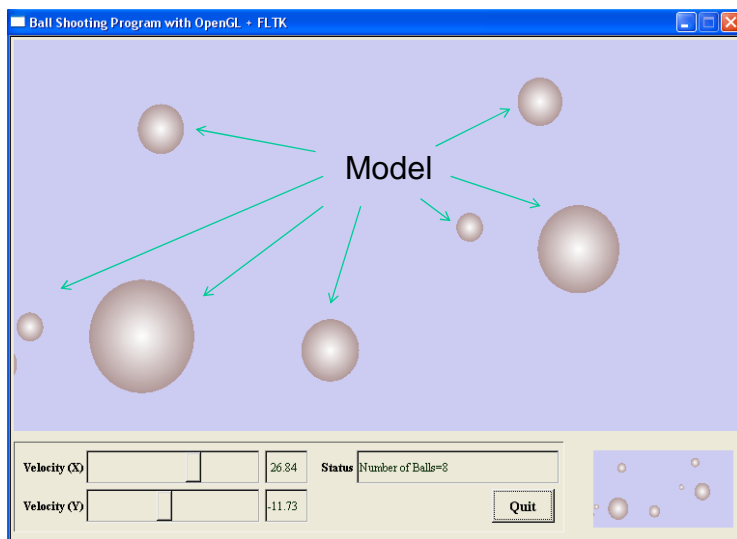 Ball Shooting Program with OpenGL + FLTK
Model
Velocity (X)
26.84
Status
Number of Balls=8
Velocity (Y)
-11.73
Quit